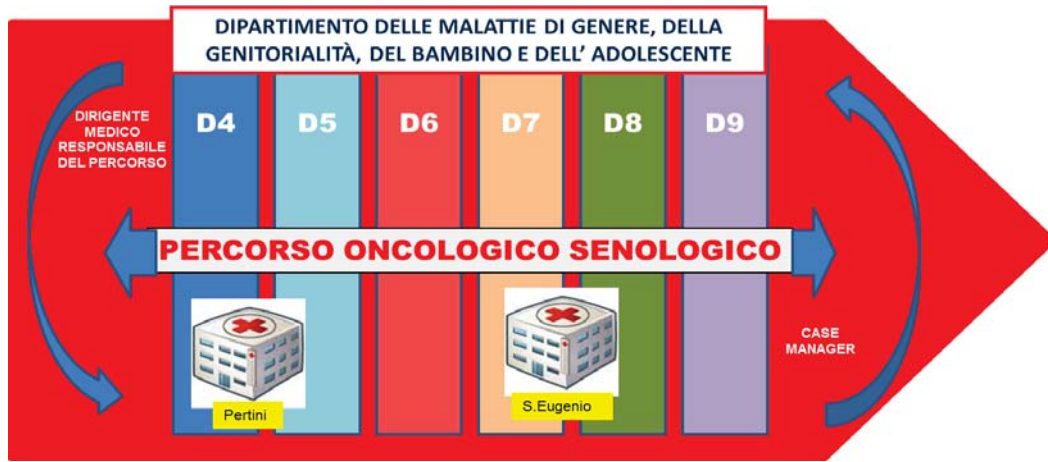 DIPARTIMENTO DELLE MALATTIE DI GENERE, DELLA
GENITORIALITÀ, DEL BAMBINO E DELL' ADOLESCENTE
DIRIGENTE
MEDICO
RESPONSABILE
DEL PERCORSO
D4
D5
D6
D7
D8
D9
PERCORSO ONCOLOGICO SENOLOGICO
Pertini
S.Eugenio
CASE
MANAGER